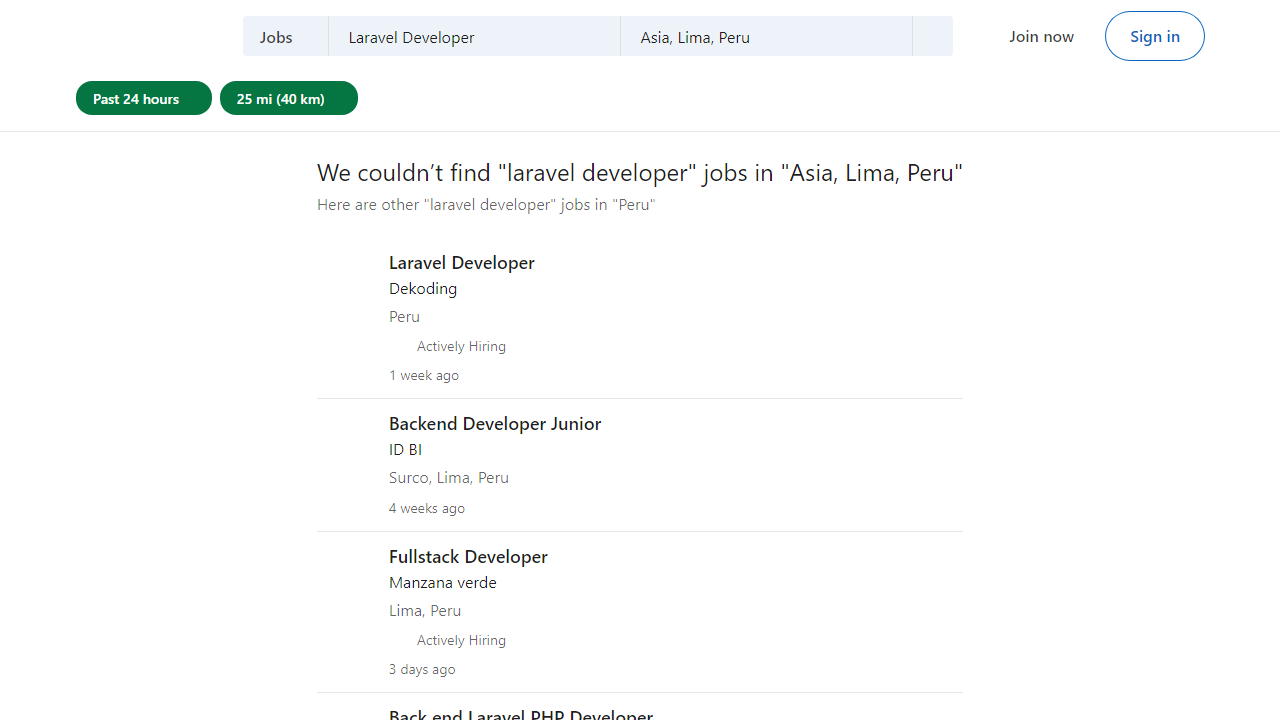 Jobs
Laravel Developer
Asia, Lima, Peru
Join now
Sign in
Past 24 hours
25 mi (40 km)
We couldn’t find "laravel developer" jobs in "Asia, Lima, Peru"
Here are other "laravel developer" jobs in "Peru"
Laravel Developer
Dekoding
Peru
Actively Hiring
1 week ago
Backend Developer Junior
ID BI
Surco, Lima, Peru
4 weeks ago
Fullstack Developer
Manzana verde
Lima, Peru
Actively Hiring
3 days ago
Back end Laravel PHP Developer